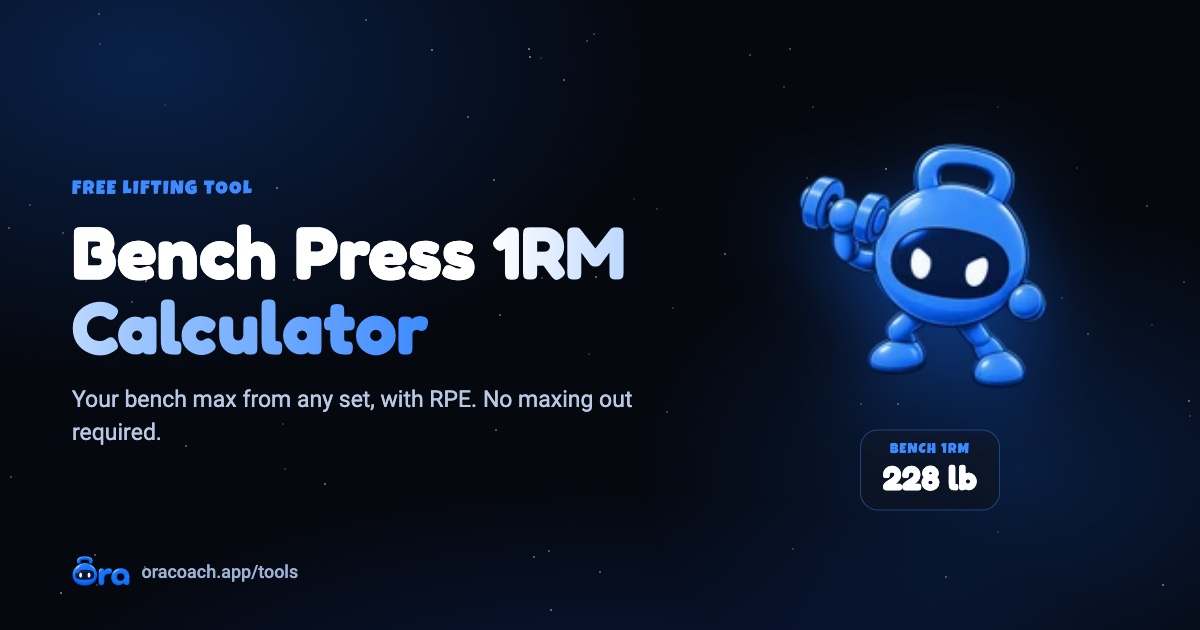 FREE LIFTING TOOL
Bench Press 1RM
Calculator
Your bench max from any set, with RPE. No maxing out
required.
BENCH 1RM
228 lb
Ora oracoach.app/tools